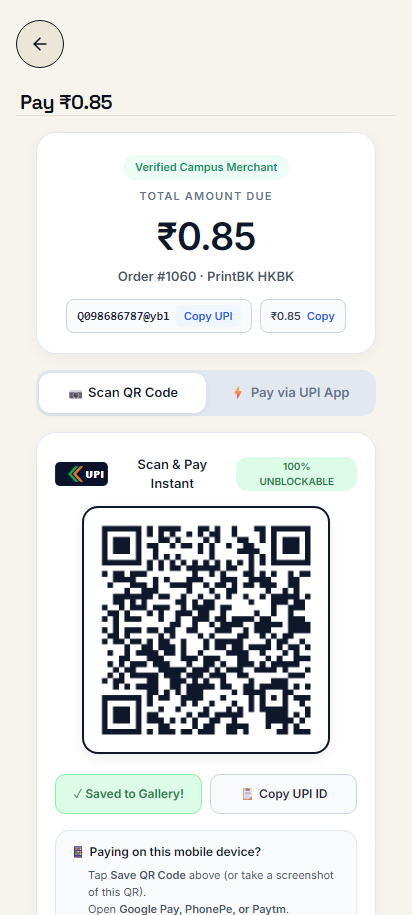 Pay ₹0.85
Verified Campus Merchant
TOTAL AMOUNT DUE
₹0.85
Order #1060 · PrintBK HKBK
Q098686787@ybl Copy UPI ₹0.85 Copy
Scan QR Code Pay via UPI App
UPI
Scan & Pay
Instant
100%
UNBLOCKABLE
✓ Saved to Gallery! Copy UPI ID
Paying on this mobile device?
Tap Save QR Code above (or take a screenshot
of this QR).
Open Google Pay, PhonePe, or Paytm.